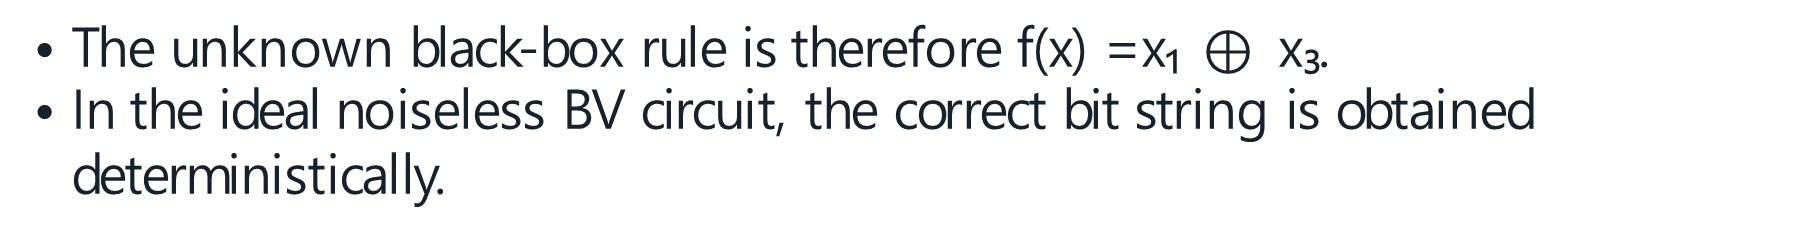 • The unknown black-box rule is therefore f(x) =x₁ ⊕ x₃.
• In the ideal noiseless BV circuit, the correct bit string is obtained
deterministically.